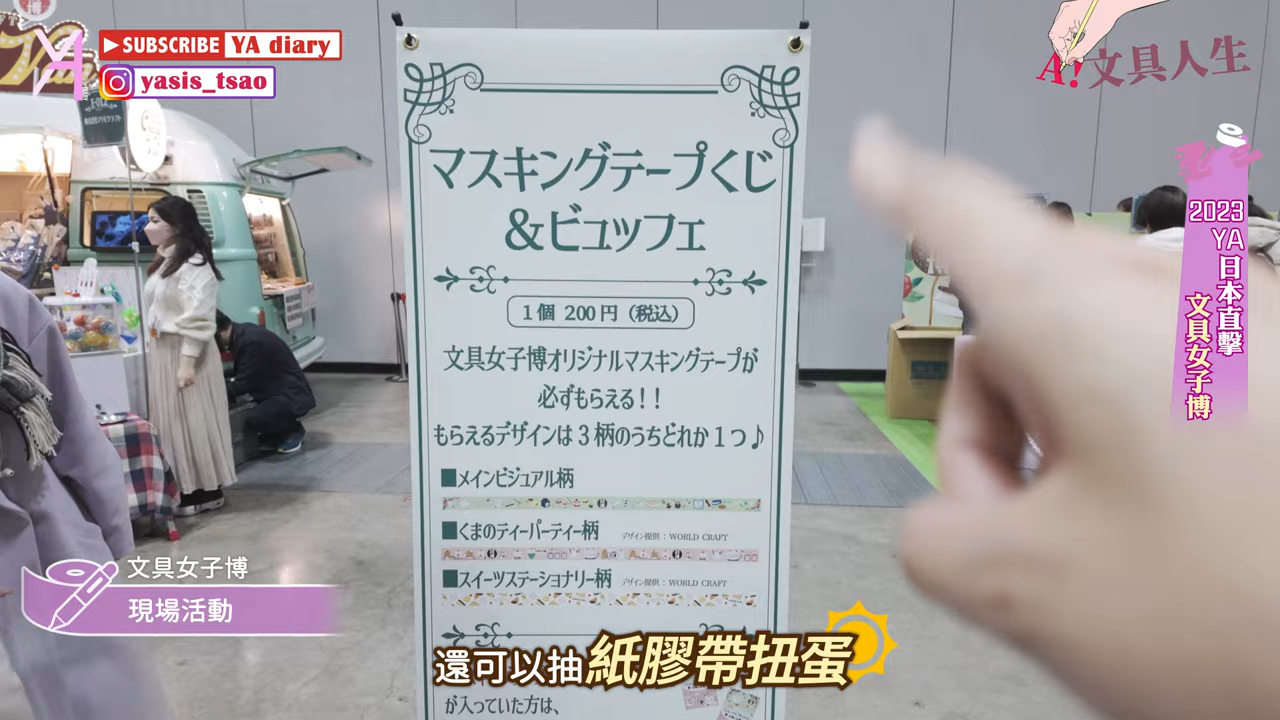 SUBSCRIBE YA diary
yasis_tsao
A!文具人生
2023
YA日本直擊
文具女子博
マスキングテープくじ
&ビュッフェ
1個 200円（税込）
文具女子博オリジナルマスキングテープが
必ずもらえる！！
もらえるデザインは3柄のうちどれか1つ♪
■メインビジュアル柄
■くまのティーパーティー柄 デザイン提供：WORLD CRAFT
■スイーツステーショナリー柄 デザイン提供：WORLD CRAFT
文具女子博
現場活動
還可以抽紙膠帶扭蛋
が入っていた方は、